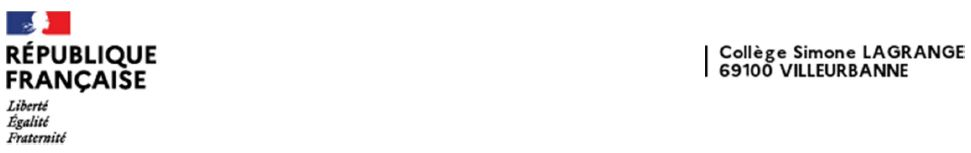 RÉPUBLIQUE
FRANÇAISE
Liberté
Égalité
Fraternité
Collège Simone LAGRANGE
69100 VILLEURBANNE